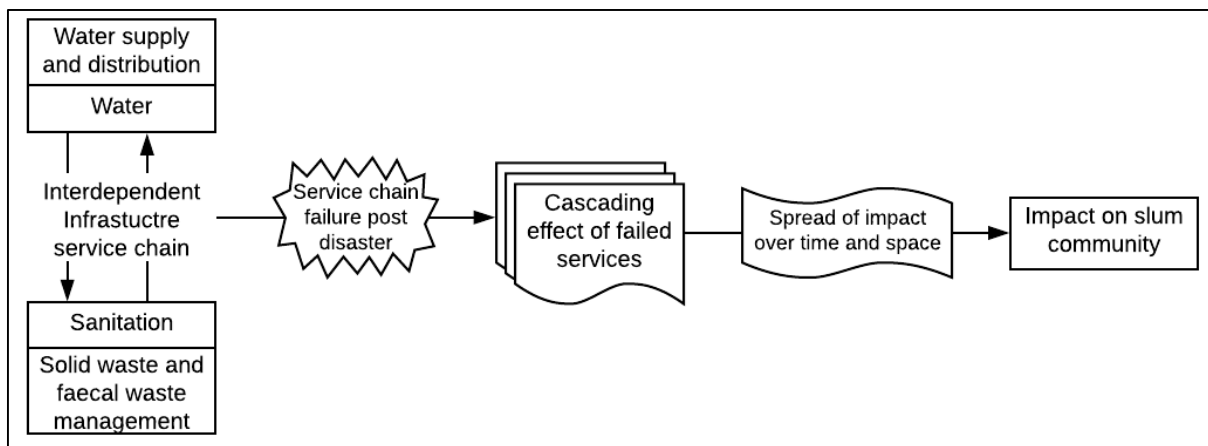 Water supply
and distribution
Water
Interdependent
Infrastuctre
service chain
Sanitation
Solid waste and
faecal waste
management
Service chain
failure post
disaster
Cascading
effect of failed
services
Spread of impact
over time and space
Impact on slum
community